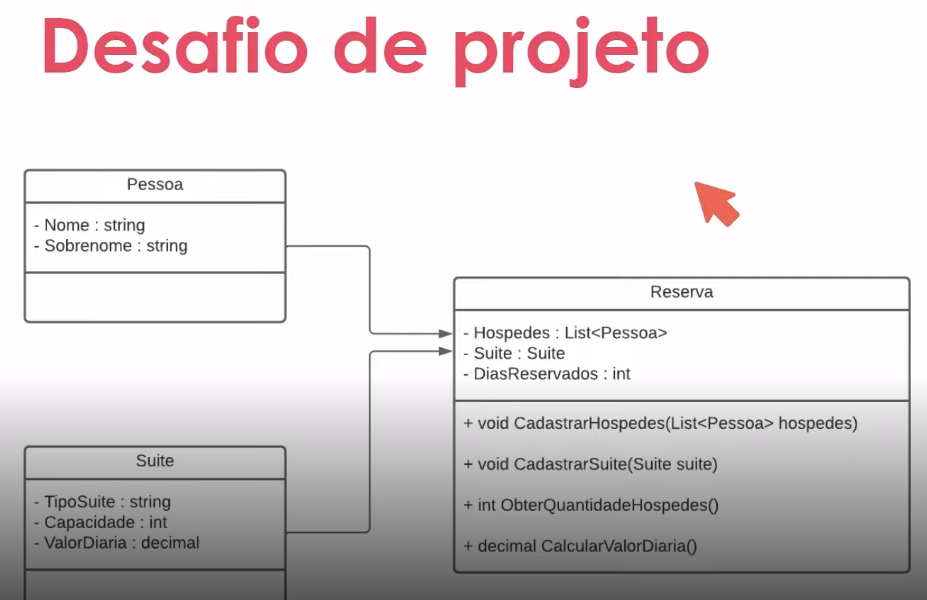 Desafio de projeto
Pessoa
- Nome : string
- Sobrenome : string
Reserva
- Hospedes : List<Pessoa>
- Suite : Suite
- DiasReservados : int
+ void CadastrarHospedes(List<Pessoa> hospedes)
+ void CadastrarSuite(Suite suite)
+ int ObterQuantidadeHospedes()
+ decimal CalcularValorDiaria()
Suite
- TipoSuite : string
- Capacidade : int
- ValorDiaria : decimal